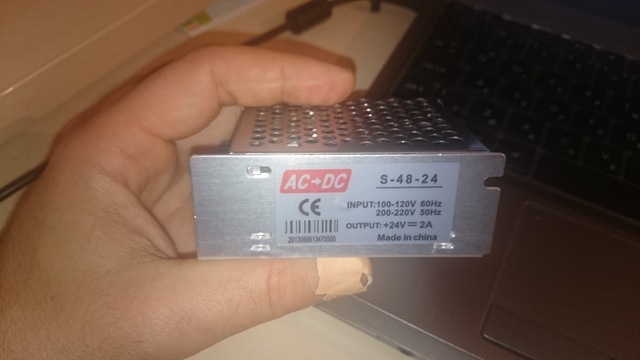 AC→DC
S-48-24
CE
INPUT:100-120V 60Hz
200-220V 50Hz
OUTPUT: +24V⎓2A
Made in china